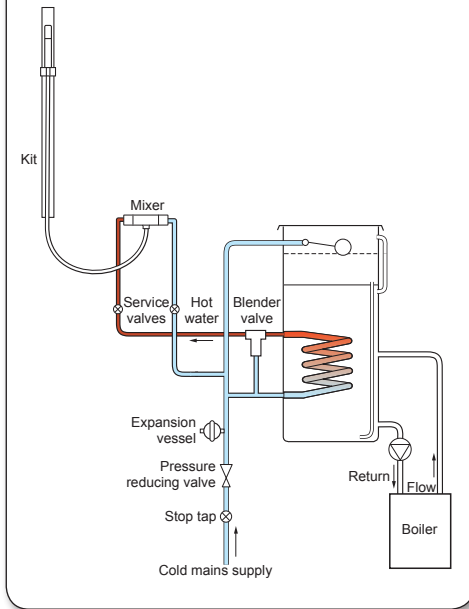 Kit
Mixer
Service
valves
Hot
water
Blender
valve
Expansion
vessel
Pressure
reducing valve
Stop tap
Return
Flow
Boiler
Cold mains supply